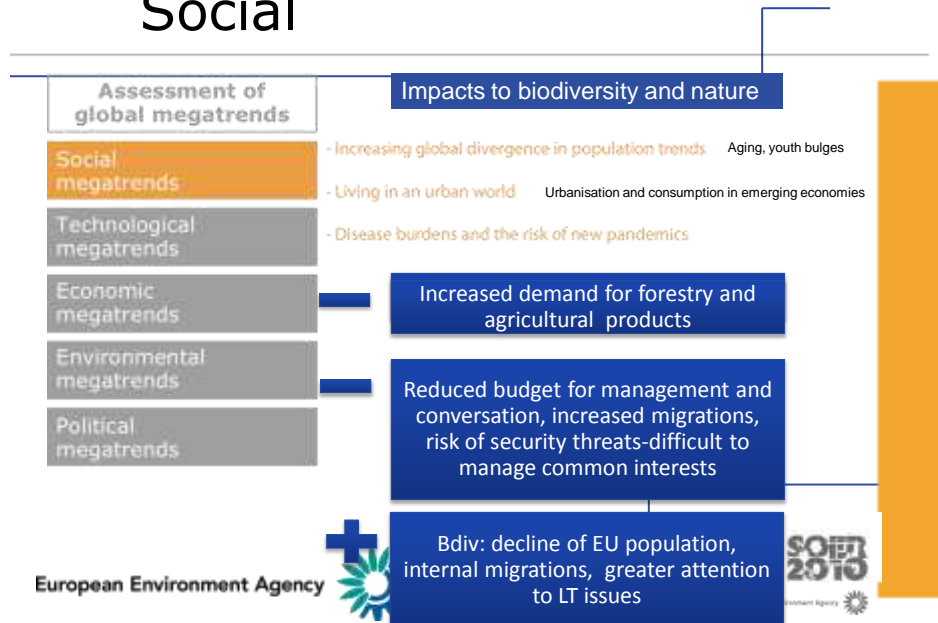 Social
Assessment of
global megatrends
Impacts to biodiversity and nature
Social
megatrends
- Increasing global divergence in population trends Aging, youth bulges
- Living in an urban world Urbanisation and consumption in emerging economies
- Disease burdens and the risk of new pandemics
Technological
megatrends
Economic
megatrends
Increased demand for forestry and
agricultural products
Environmental
megatrends
Reduced budget for management and
conversation, increased migrations,
risk of security threats-difficult to
manage common interests
Political
megatrends
Bdiv: decline of EU population,
internal migrations, greater attention
to LT issues
European Environment Agency
SOER
2010